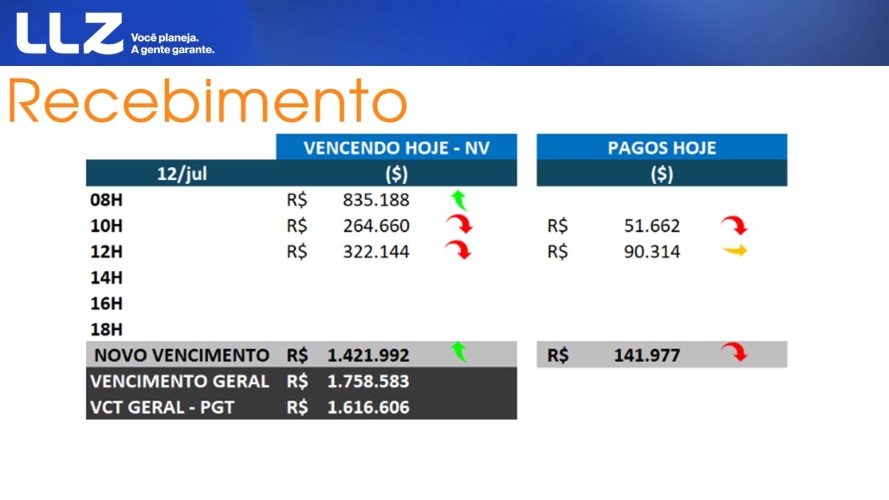 LLZ
Você planeja.
A gente garante.
Recebimento
VENCENDO HOJE - NV PAGOS HOJE
12/jul ($) ($)
08H R$ 835.188
10H R$ 264.660 R$ 51.662
12H R$ 322.144 R$ 90.314
14H
16H
18H
NOVO VENCIMENTO R$ 1.421.992 R$ 141.977
VENCIMENTO GERAL R$ 1.758.583
VCT GERAL - PGT R$ 1.616.606